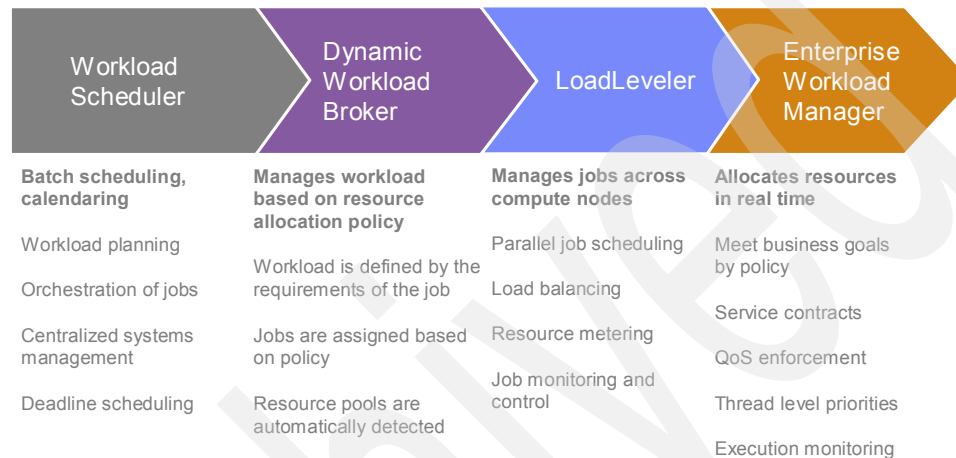 Workload
Scheduler
Dynamic
Workload
Broker
LoadLeveler
Enterprise
Workload
Manager
Batch scheduling,
calendaring
Workload planning
Orchestration of jobs
Centralized systems
management
Deadline scheduling
Manages workload
based on resource
allocation policy
Workload is defined by the
requirements of the job
Jobs are assigned based
on policy
Resource pools are
automatically detected
Manages jobs across
compute nodes
Parallel job scheduling
Load balancing
Resource metering
Job monitoring and
control
Allocates resources
in real time
Meet business goals
by policy
Service contracts
QoS enforcement
Thread level priorities
Execution monitoring